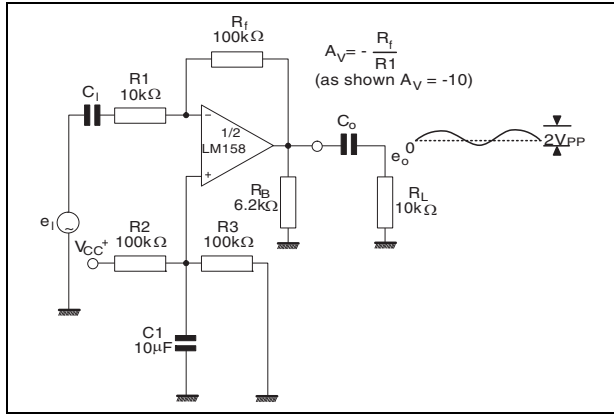 Rf
100kΩ
AV= - Rf
R1
(as shown AV = -10)
R1
10kΩ
CI
1/2
LM158
Co
0
eo
2VPP
RB
6.2kΩ
RL
10kΩ
eI
~
VCC+
R2
100kΩ
R3
100kΩ
C1
10μF